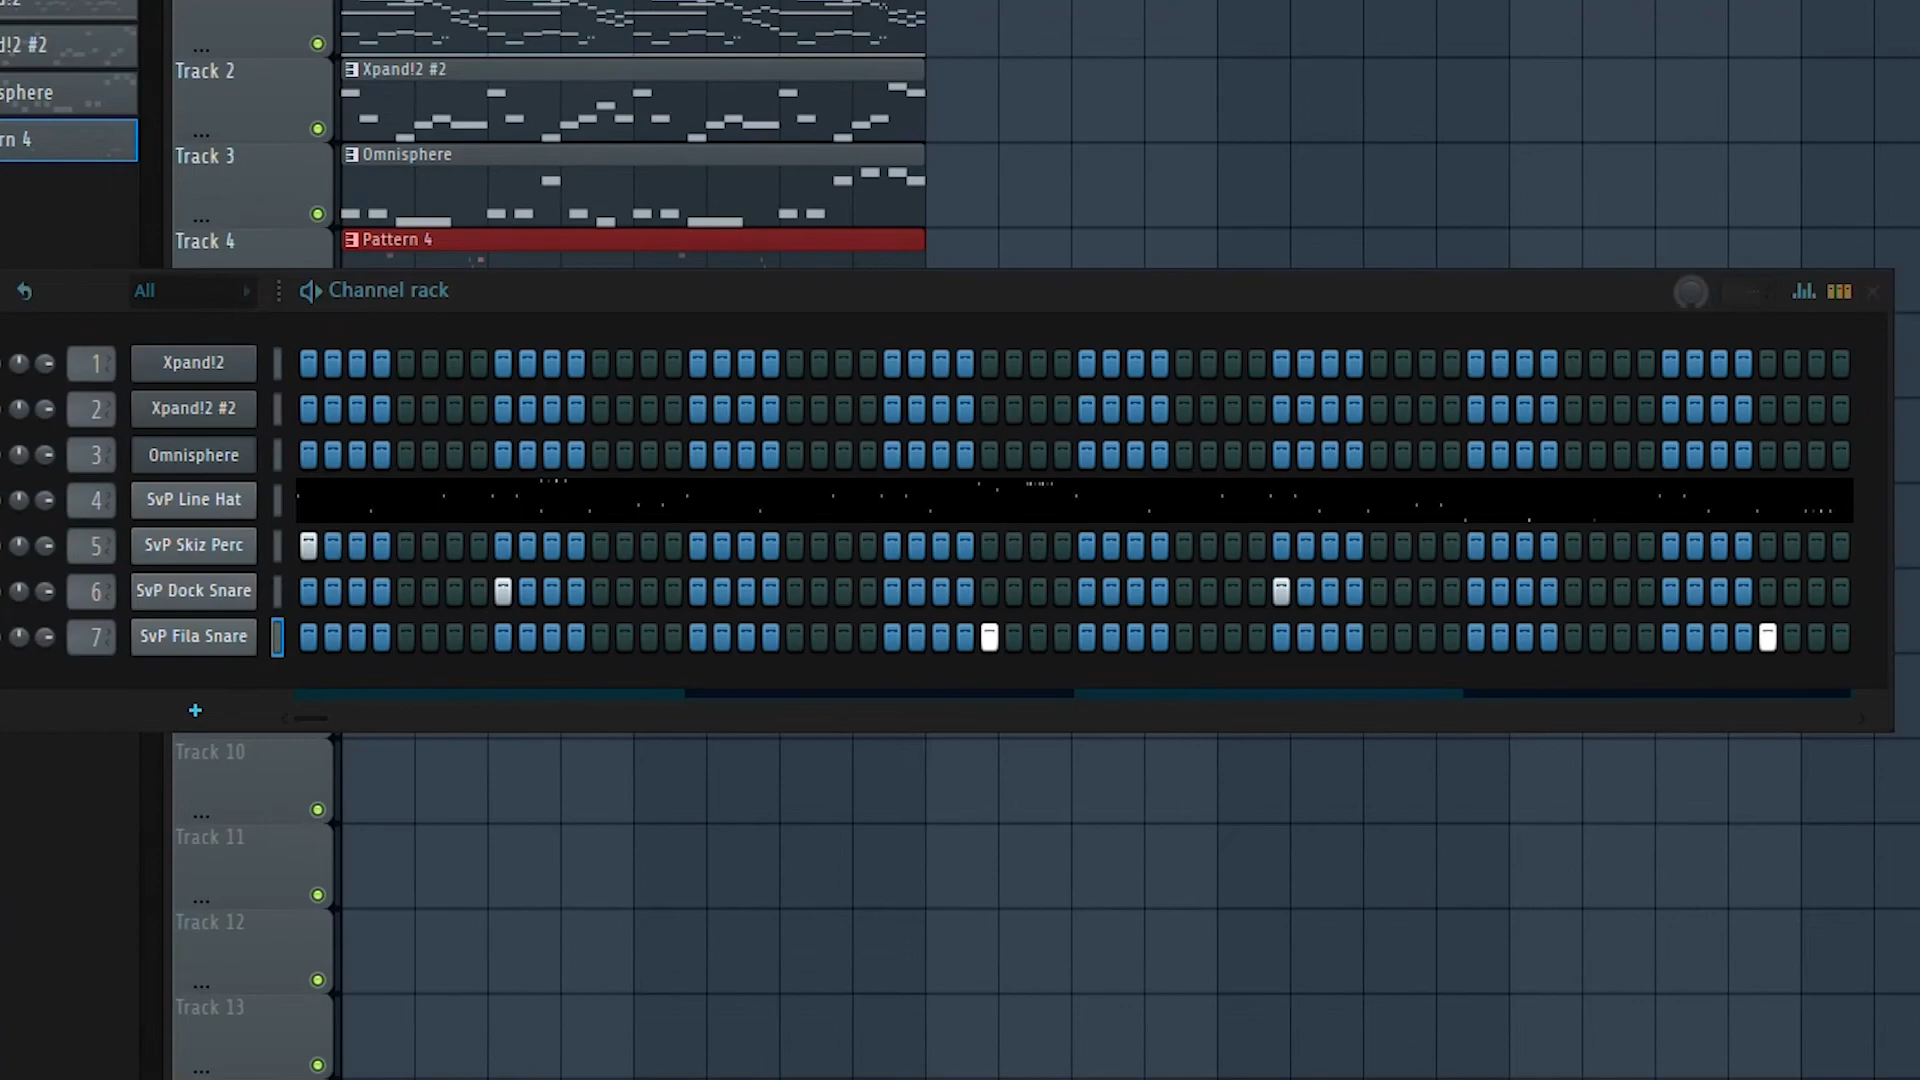 d!2 #2
sphere
rn 4
Track 2
Xpand!2 #2
Track 3
Omnisphere
Track 4
Pattern 4
All
Channel rack
1
Xpand!2
2
Xpand!2 #2
3
Omnisphere
4
SvP Line Hat
5
SvP Skiz Perc
6
SvP Dock Snare
7
SvP Fila Snare
+
Track 10
Track 11
Track 12
Track 13